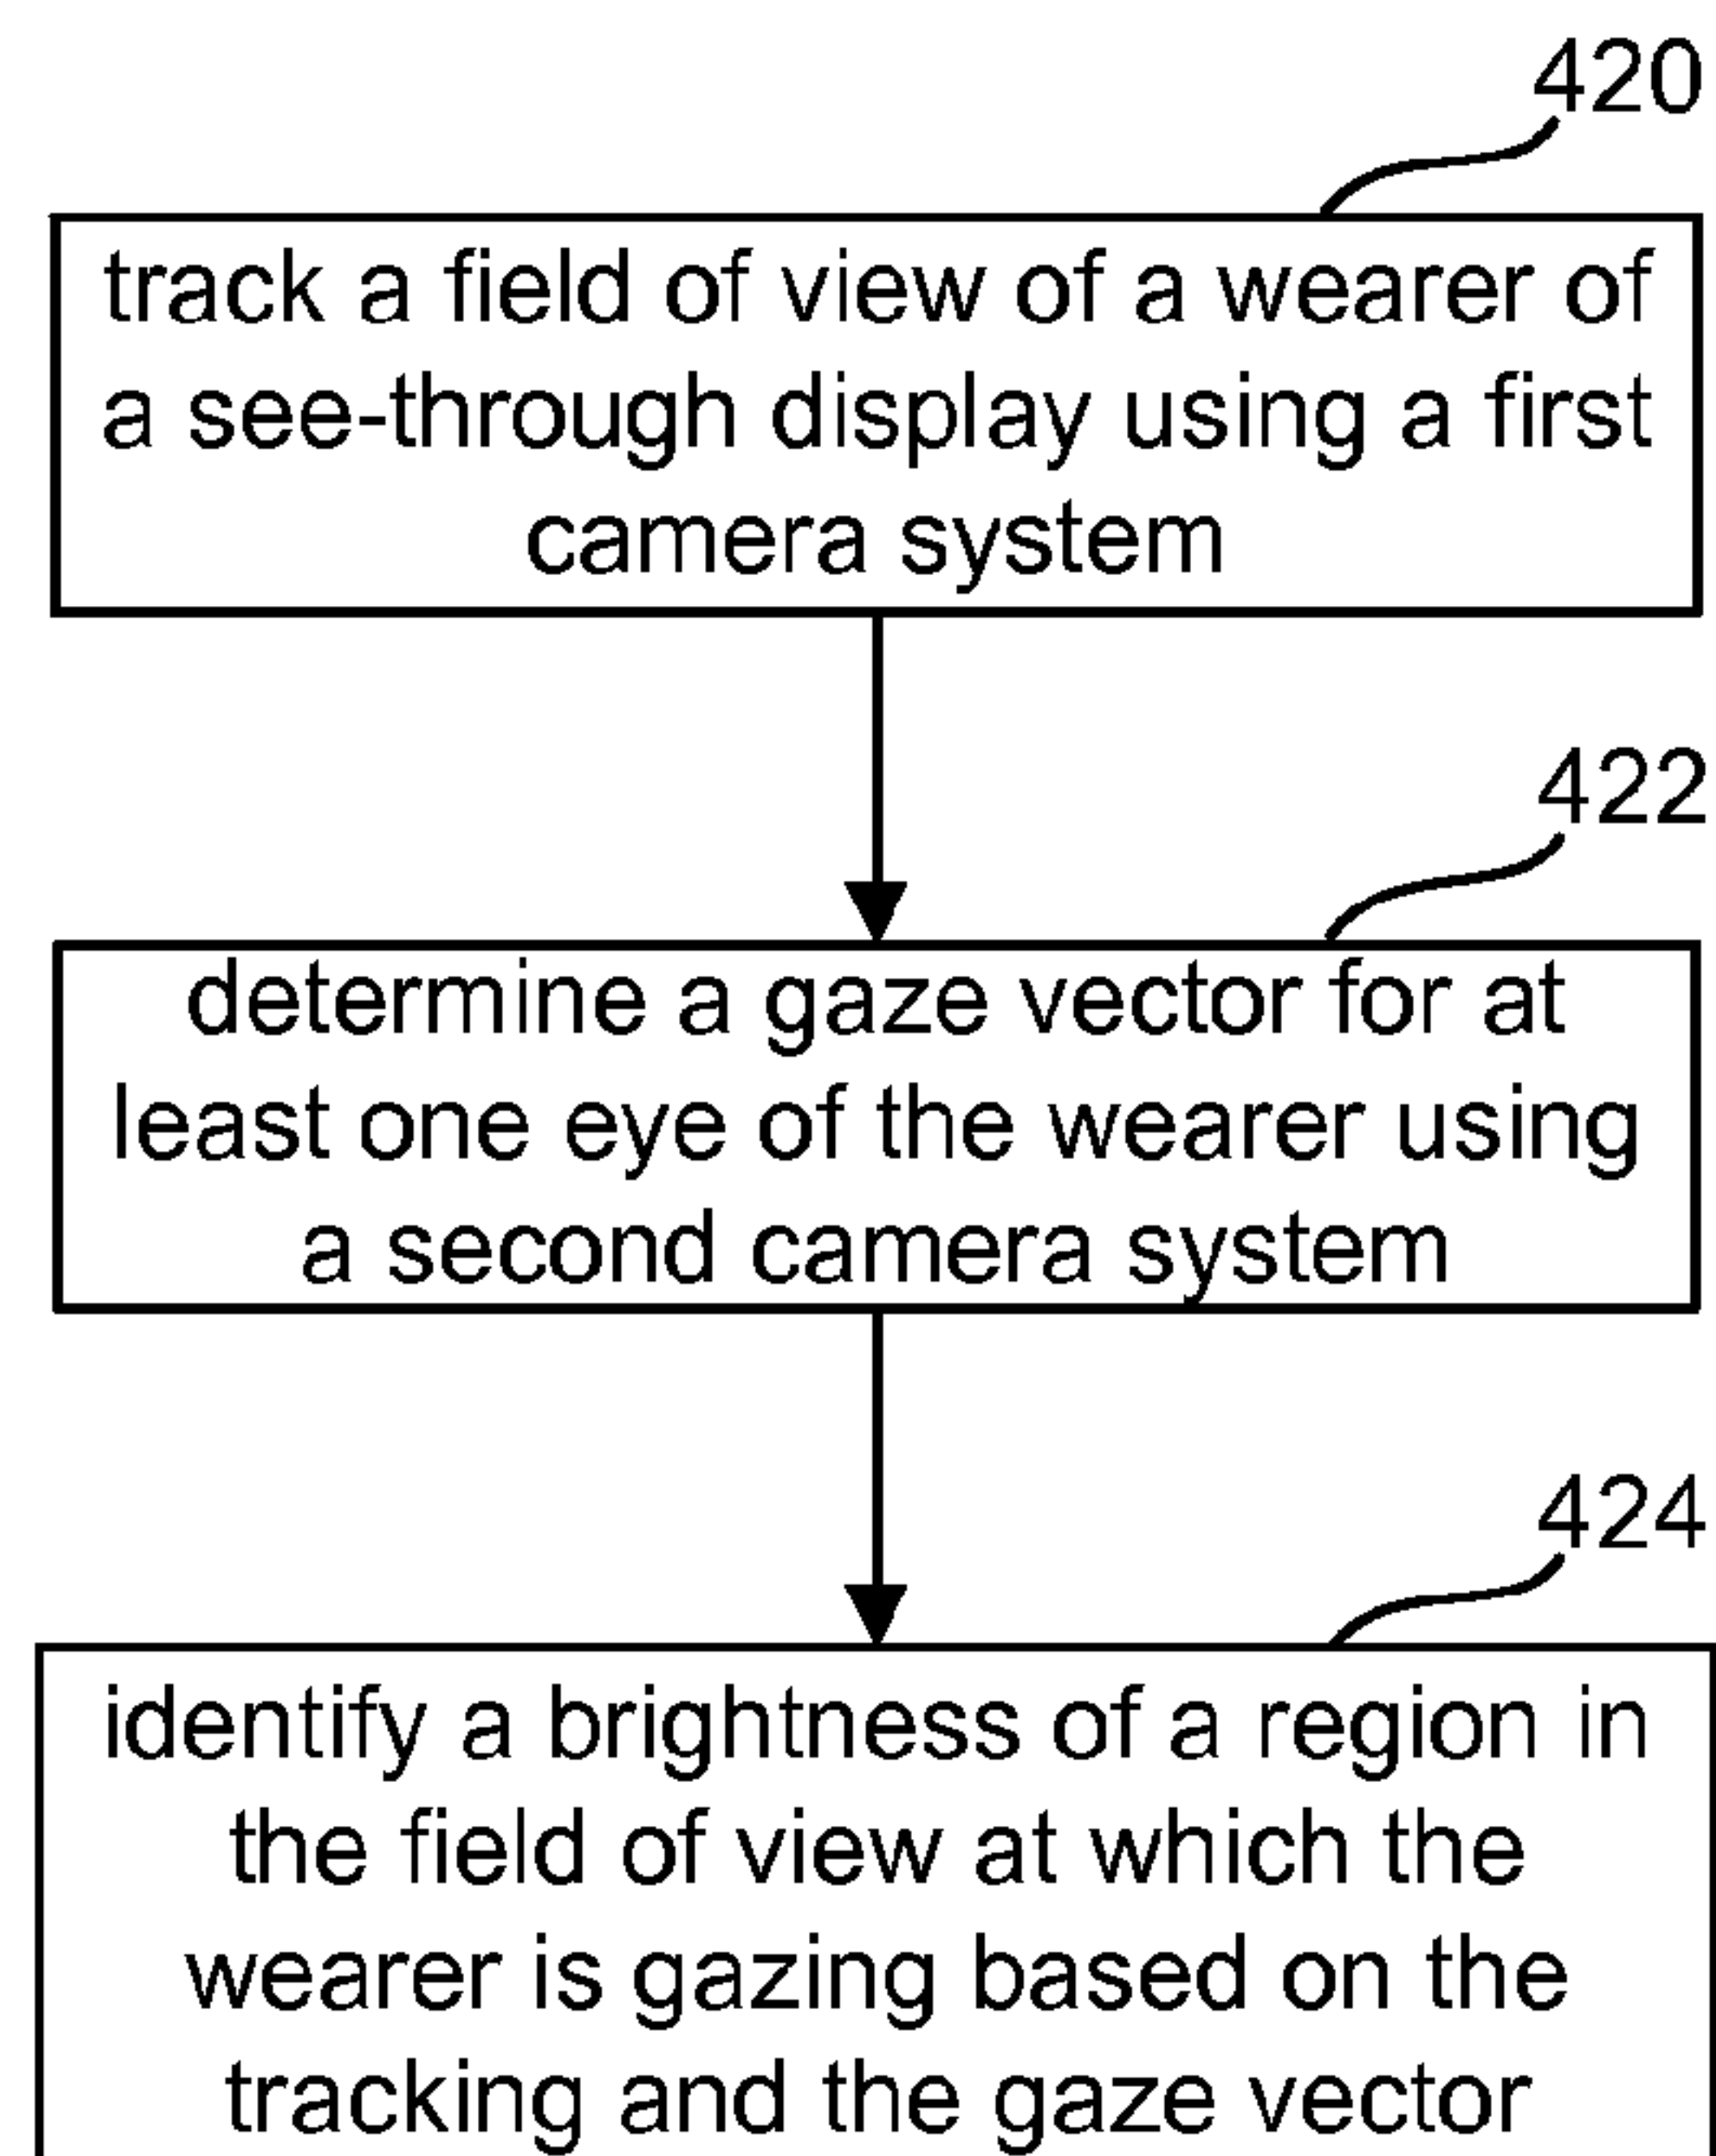 420
track a field of view of a wearer of
a see-through display using a first
camera system
422
determine a gaze vector for at
least one eye of the wearer using
a second camera system
424
identify a brightness of a region in
the field of view at which the
wearer is gazing based on the
tracking and the gaze vector